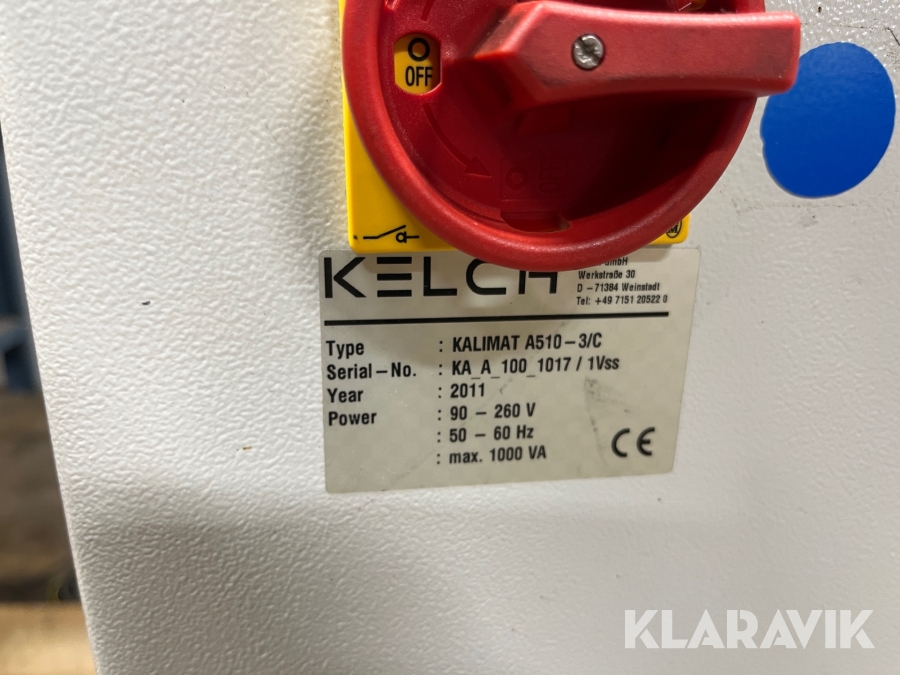 O
OFF
KELCH
GmbH
Werkstraße 30
D – 71384 Weinstadt
Tel: +49 7151 20522 0
Type : KALIMAT A510 – 3/C
Serial – No. : KA_A_100_1017 / 1Vss
Year : 2011
Power : 90 – 260 V
: 50 – 60 Hz
: max. 1000 VA
CE
KLARAVIK